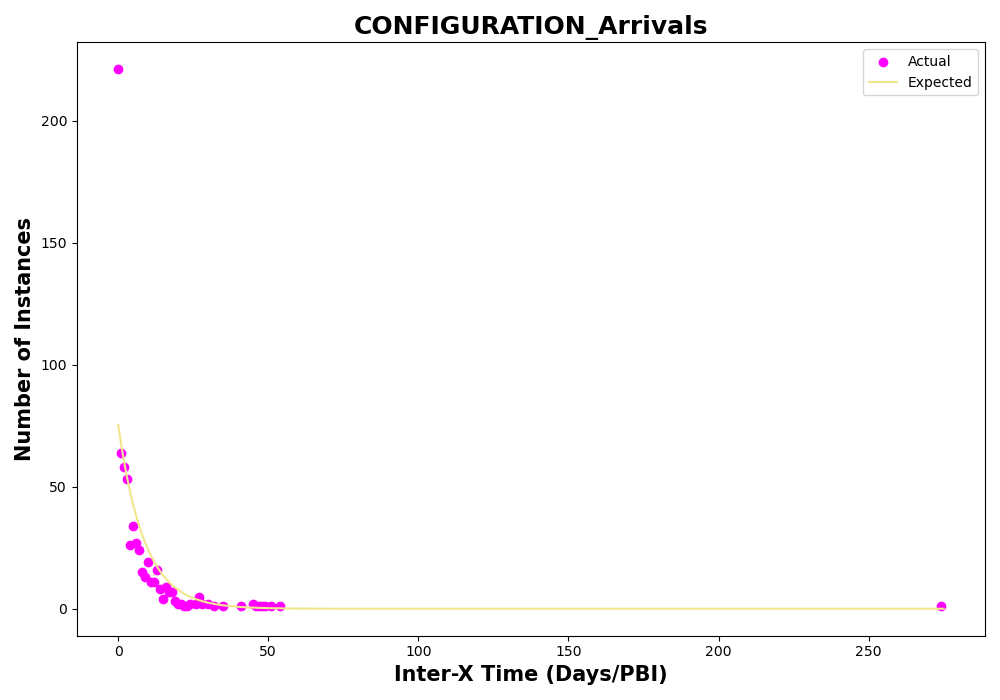 CONFIGURATION_Arrivals
Actual
Expected
Number of Instances
200
150
100
50
0
0
50
100
150
200
250
Inter-X Time (Days/PBI)